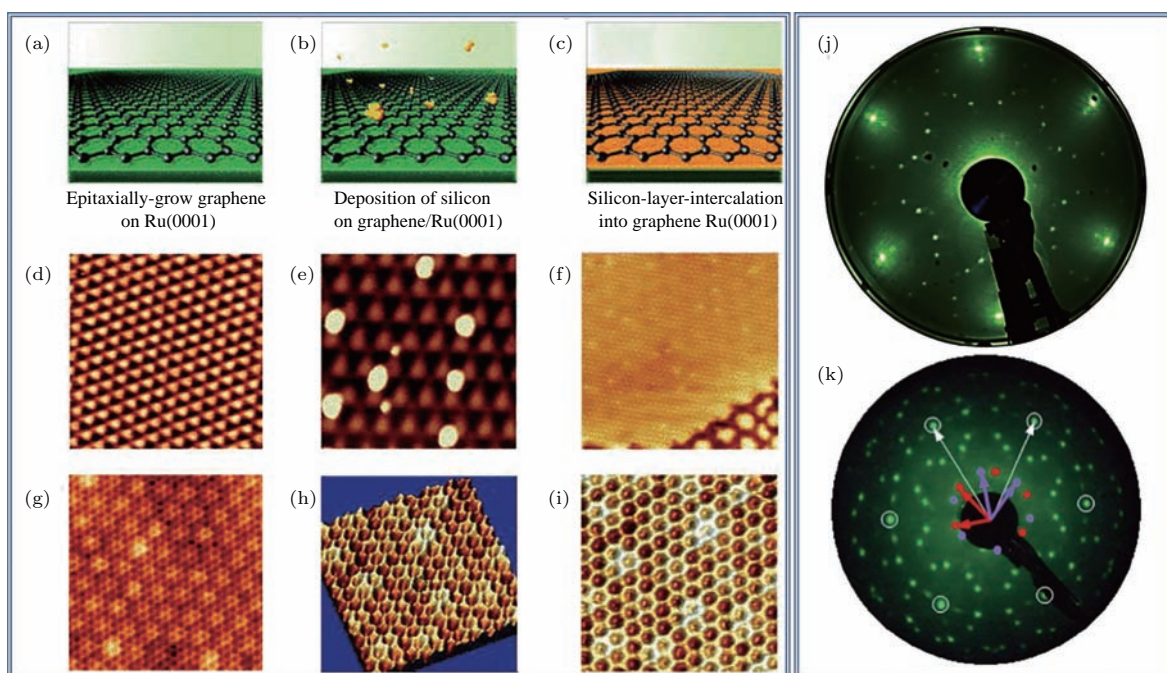 (a)
(b)
(c)
(j)
Epitaxially-grow graphene
on Ru(0001)
Deposition of silicon
on graphene/Ru(0001)
Silicon-layer-intercalation
into graphene Ru(0001)
(d)
(e)
(f)
(k)
(g)
(h)
(i)